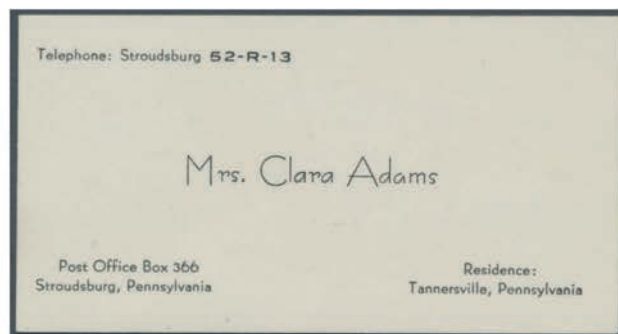 Telephone: Stroudsburg 52-R-13
Mrs. Clara Adams
Post Office Box 366
Stroudsburg, Pennsylvania
Residence:
Tannersville, Pennsylvania